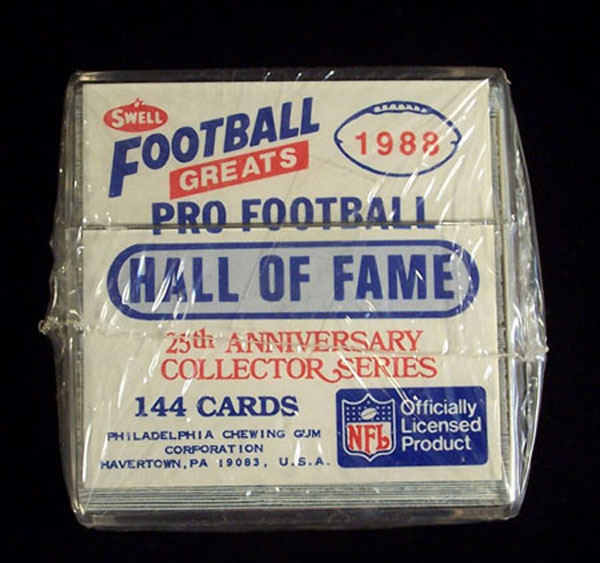 SWELL
FOOTBALL
GREATS
1988
PRO FOOTBALL
HALL OF FAME
25th ANNIVERSARY
COLLECTOR SERIES
144 CARDS
PHILADELPHIA CHEWING GUM
CORPORATION
HAVERTOWN, PA 19083, U.S.A.
NFL
Officially
Licensed
Product